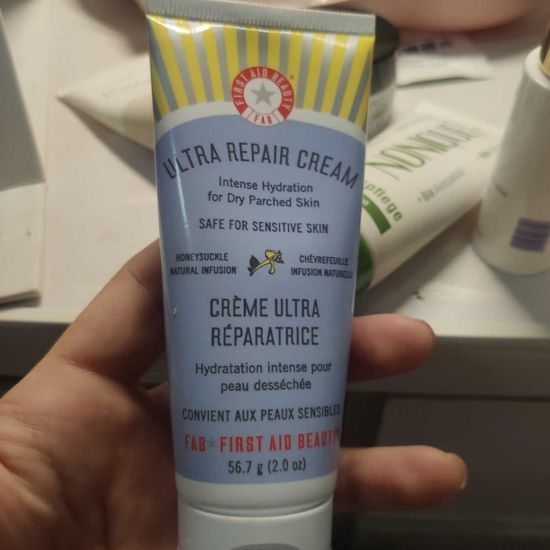 FIRST AID BEAUTY
FAB
ULTRA REPAIR CREAM
Intense Hydration
for Dry Parched Skin
SAFE FOR SENSITIVE SKIN
HONEYSUCKLE
NATURAL INFUSION
CHÈVREFEUILLE
INFUSION NATURELLE
CRÈME ULTRA
RÉPARATRICE
Hydratation intense pour
peau desséchée
CONVIENT AUX PEAUX SENSIBLES
FAB FIRST AID BEAUTY
56.7 g (2.0 oz)
pflege